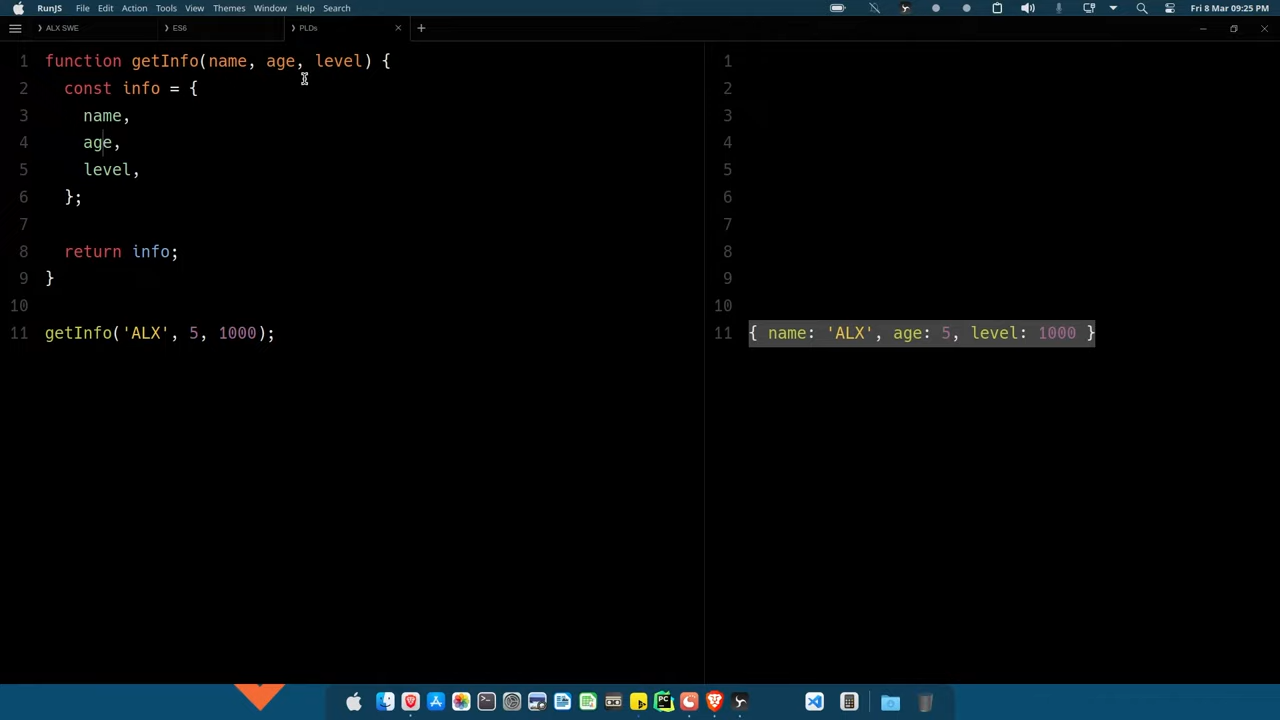 RunJS File Edit Action Tools View Themes Window Help Search Fri 8 Mar 09:25 PM
ALX SWE ES6 PLDs
1 function getInfo(name, age, level) {
2 const info = {
3 name,
4 age,
5 level,
6 };
7
8 return info;
9 }
10
11 getInfo('ALX', 5, 1000);
1
2
3
4
5
6
7
8
9
10
11 { name: 'ALX', age: 5, level: 1000 }
PC